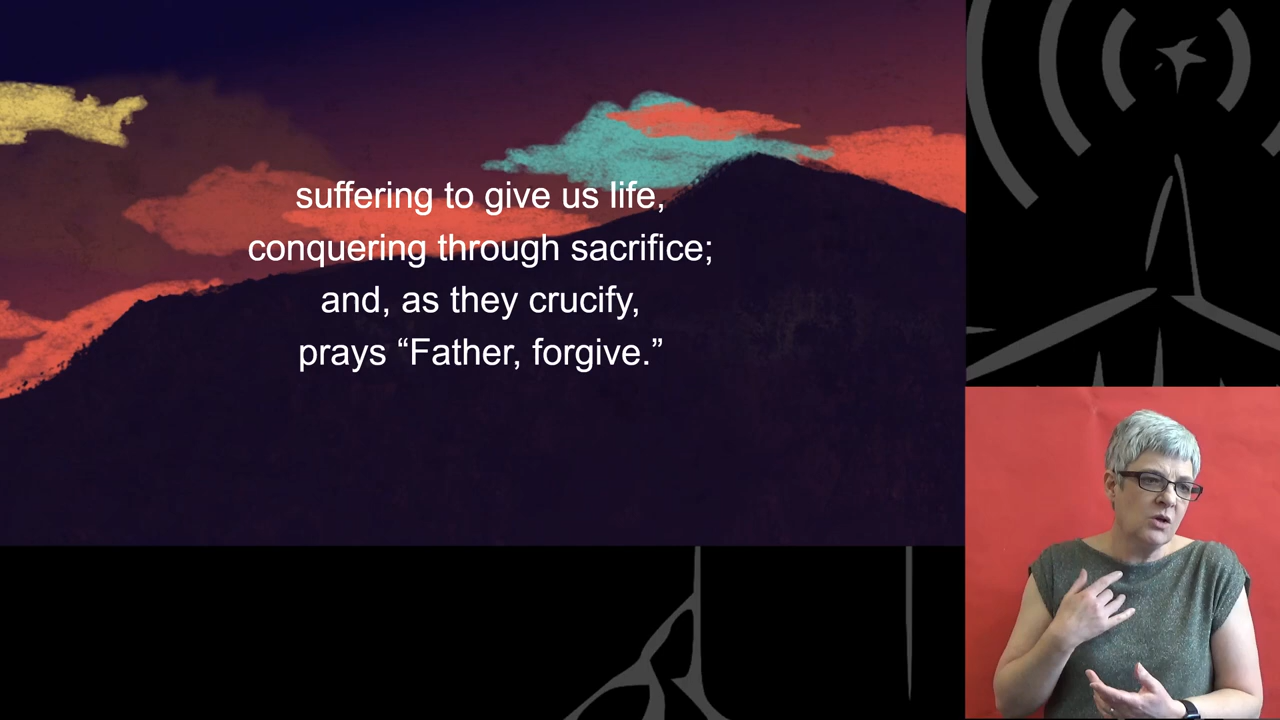 suffering to give us life,
conquering through sacrifice;
and, as they crucify,
prays “Father, forgive.”